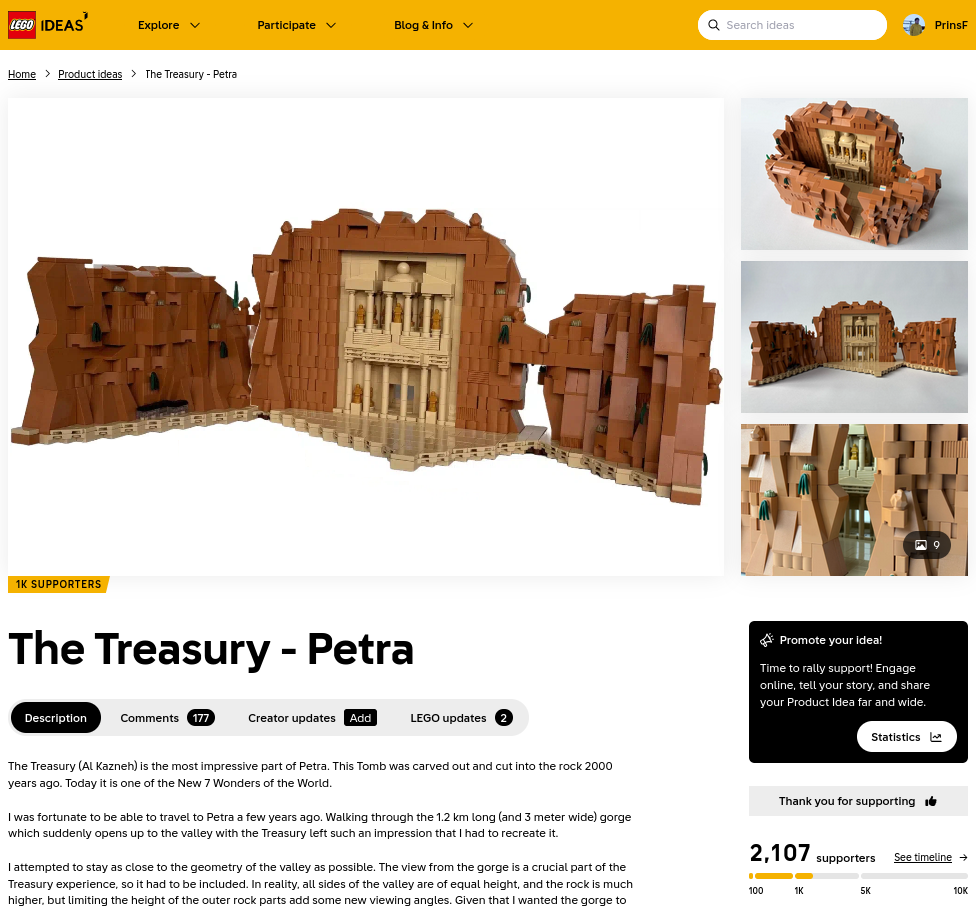 LEGO IDEAS
Explore
Participate
Blog & Info
Search ideas
PrinsF
Home > Product ideas > The Treasury - Petra
9
1K SUPPORTERS
The Treasury - Petra
Description
Comments 177
Creator updates Add
LEGO updates 2
The Treasury (Al Kazneh) is the most impressive part of Petra. This Tomb was carved out and cut into the rock 2000
years ago. Today it is one of the New 7 Wonders of the World.
I was fortunate to be able to travel to Petra a few years ago. Walking through the 1.2 km long (and 3 meter wide) gorge
which suddenly opens up to the valley with the Treasury left such an impression that I had to recreate it.
I attempted to stay as close to the geometry of the valley as possible. The view from the gorge is a crucial part of the
Treasury experience, so it had to be included. In reality, all sides of the valley are of equal height, and the rock is much
higher, but limiting the height of the outer rock parts add some new viewing angles. Given that I wanted the gorge to
Promote your idea!
Time to rally support! Engage
online, tell your story, and share
your Product Idea far and wide.
Statistics
Thank you for supporting
2,107 supporters
See timeline
100 1K 5K 10K